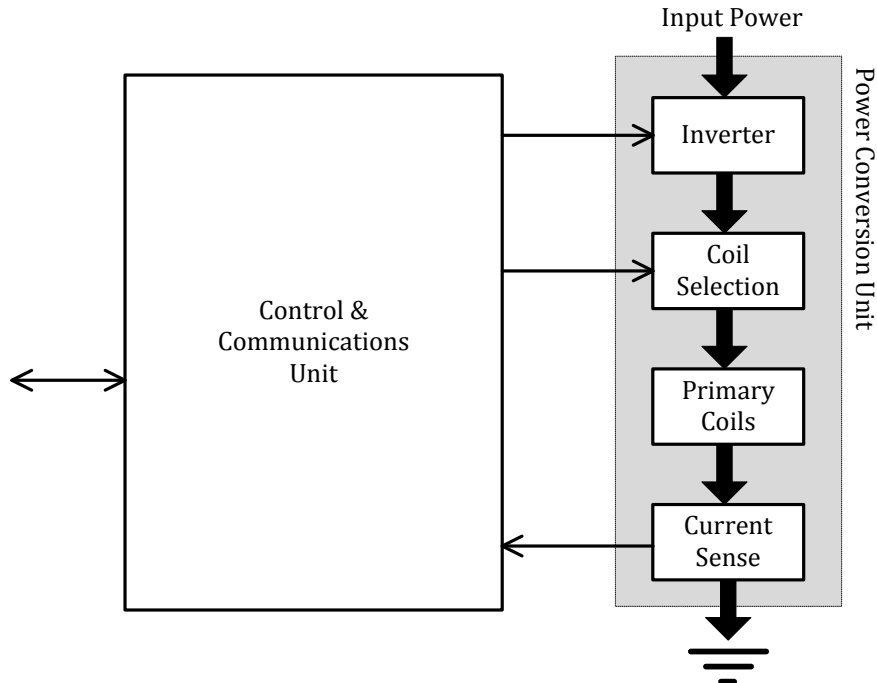 Input Power
Power Conversion Unit
Inverter
Coil
Selection
Control &
Communications
Unit
Primary
Coils
Current
Sense